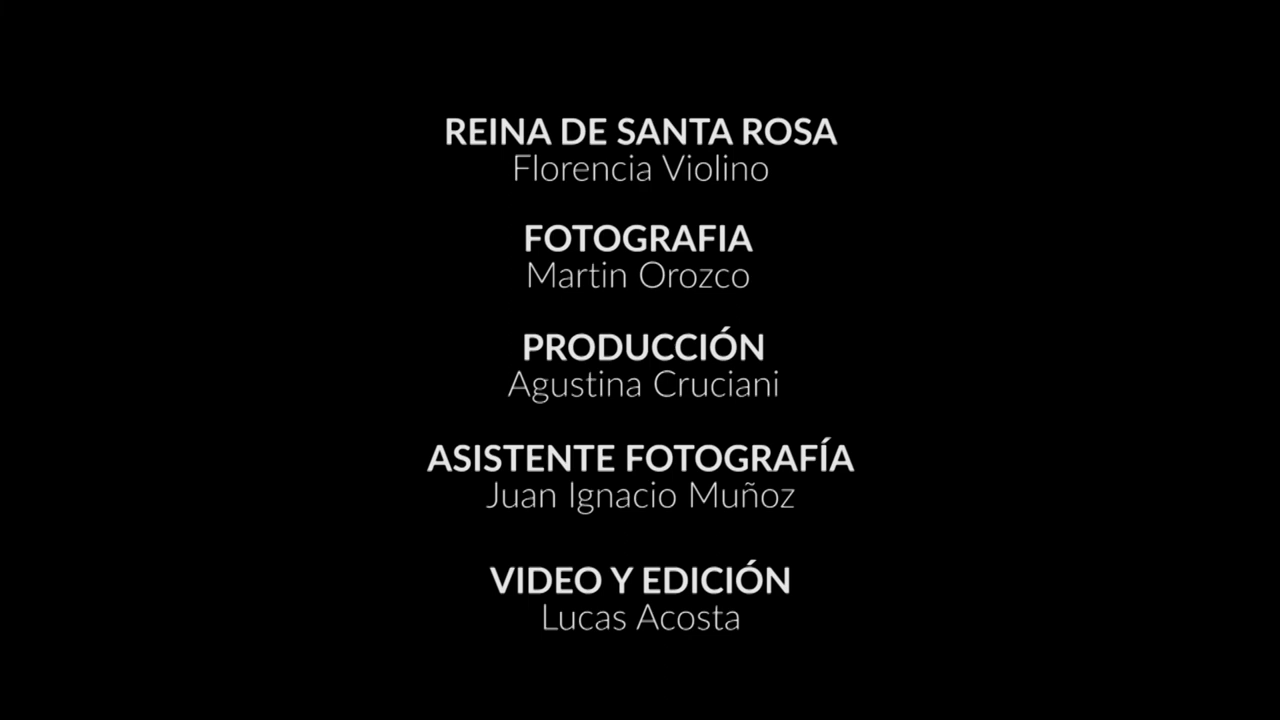 REINA DE SANTA ROSA
Florencia Violino
FOTOGRAFIA
Martin Orozco
PRODUCCIÓN
Agustina Cruciani
ASISTENTE FOTOGRAFÍA
Juan Ignacio Muñoz
VIDEO Y EDICIÓN
Lucas Acosta